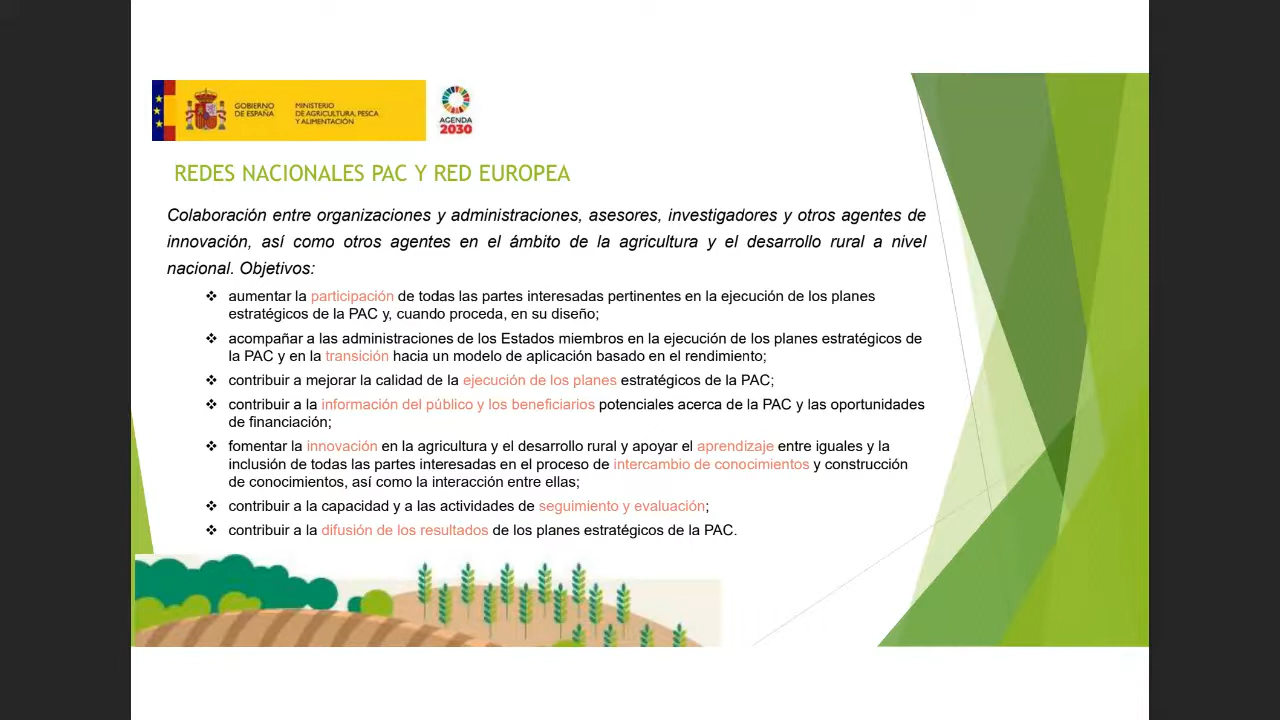 GOBIERNO
DE ESPAÑA
MINISTERIO
DE AGRICULTURA, PESCA
Y ALIMENTACIÓN
AGENDA
2030
REDES NACIONALES PAC Y RED EUROPEA
Colaboración entre organizaciones y administraciones, asesores, investigadores y otros agentes de
innovación, así como otros agentes en el ámbito de la agricultura y el desarrollo rural a nivel
nacional. Objetivos:
❖ aumentar la participación de todas las partes interesadas pertinentes en la ejecución de los planes
estratégicos de la PAC y, cuando proceda, en su diseño;
❖ acompañar a las administraciones de los Estados miembros en la ejecución de los planes estratégicos de
la PAC y en la transición hacia un modelo de aplicación basado en el rendimiento;
❖ contribuir a mejorar la calidad de la ejecución de los planes estratégicos de la PAC;
❖ contribuir a la información del público y los beneficiarios potenciales acerca de la PAC y las oportunidades
de financiación;
❖ fomentar la innovación en la agricultura y el desarrollo rural y apoyar el aprendizaje entre iguales y la
inclusión de todas las partes interesadas en el proceso de intercambio de conocimientos y construcción
de conocimientos, así como la interacción entre ellas;
❖ contribuir a la capacidad y a las actividades de seguimiento y evaluación;
❖ contribuir a la difusión de los resultados de los planes estratégicos de la PAC.